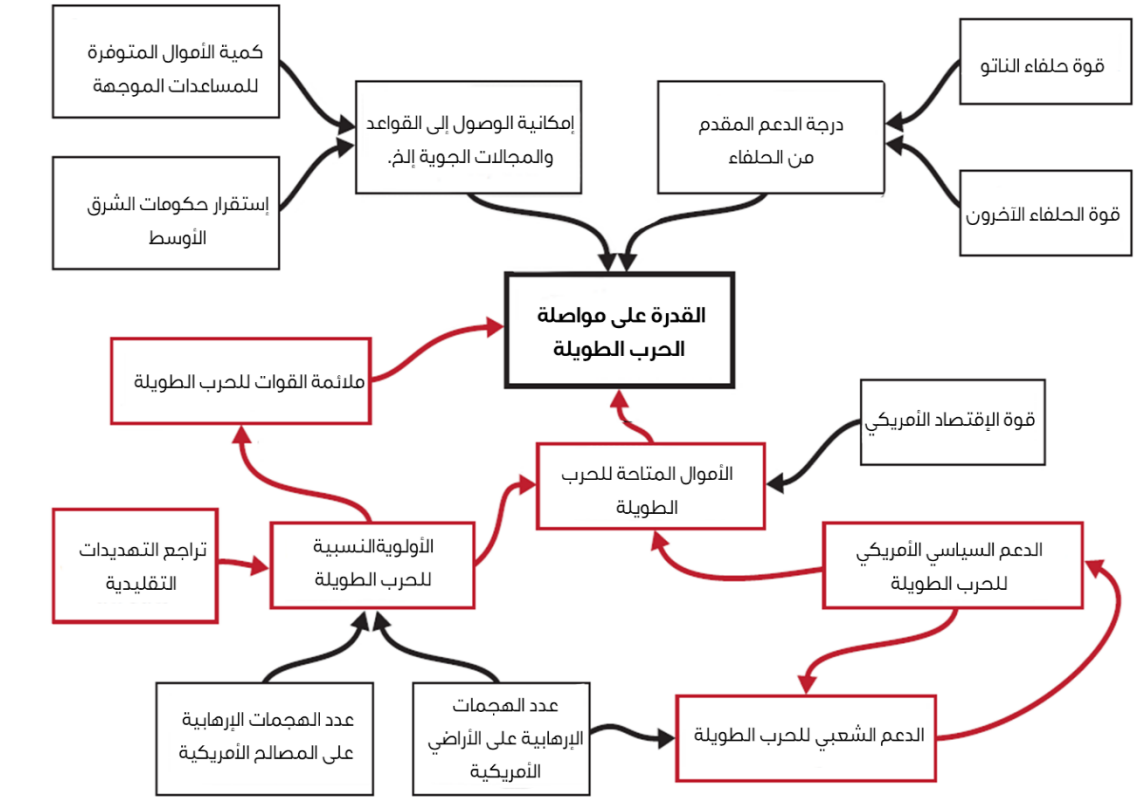 قوة حلفاء الناتو
كمية الأموال المتوفرة
للمساعدات الموجهة
درجة الدعم المقدم
من الحلفاء
إمكانية الوصول إلى القواعد
والمجالات الجوية إلخ.
قوة الحلفاء الآخرون
إستقرار حكومات الشرق
الأوسط
القدرة على مواصلة
الحرب الطويلة
ملائمة القوات للحرب الطويلة
قوة الإقتصاد الأمريكي
الأموال المتاحة للحرب
الطويلة
الدعم السياسي الأمريكي
للحرب الطويلة
الأولويةالنسبية
للحرب الطويلة
تراجع التهديدات
التقليدية
الدعم الشعبي للحرب الطويلة
عدد الهجمات
الإرهابية على الأراضي
الأمريكية
عدد الهجمات الإرهابية
على المصالح الأمريكية